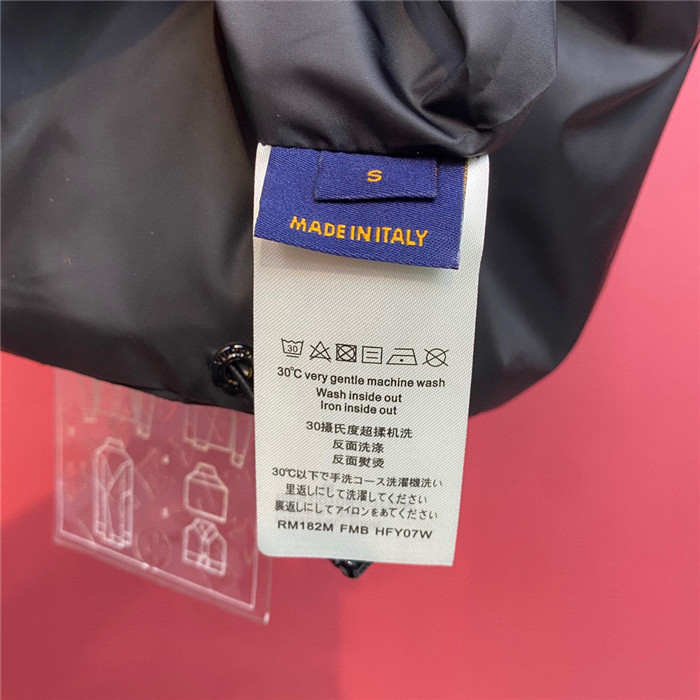 S
MADE IN ITALY
30
30℃ very gentle machine wash
Wash inside out
Iron inside out
30攝氏度超揉机洗
反面洗涤
反面熨烫
30℃以下で手洗コース洗濯機洗い
里返しにして洗濯してください
裏返しにしてアイロンをあててください
RM182M FMB HFY07W